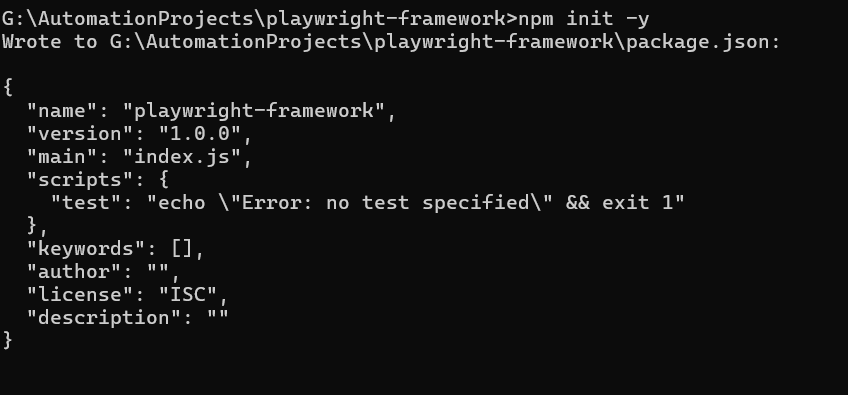 G:\AutomationProjects\playwright-framework>npm init -y
Wrote to G:\AutomationProjects\playwright-framework\package.json:
{
  "name": "playwright-framework",
  "version": "1.0.0",
  "main": "index.js",
  "scripts": {
    "test": "echo \"Error: no test specified\" && exit 1"
  },
  "keywords": [],
  "author": "",
  "license": "ISC",
  "description": ""
}